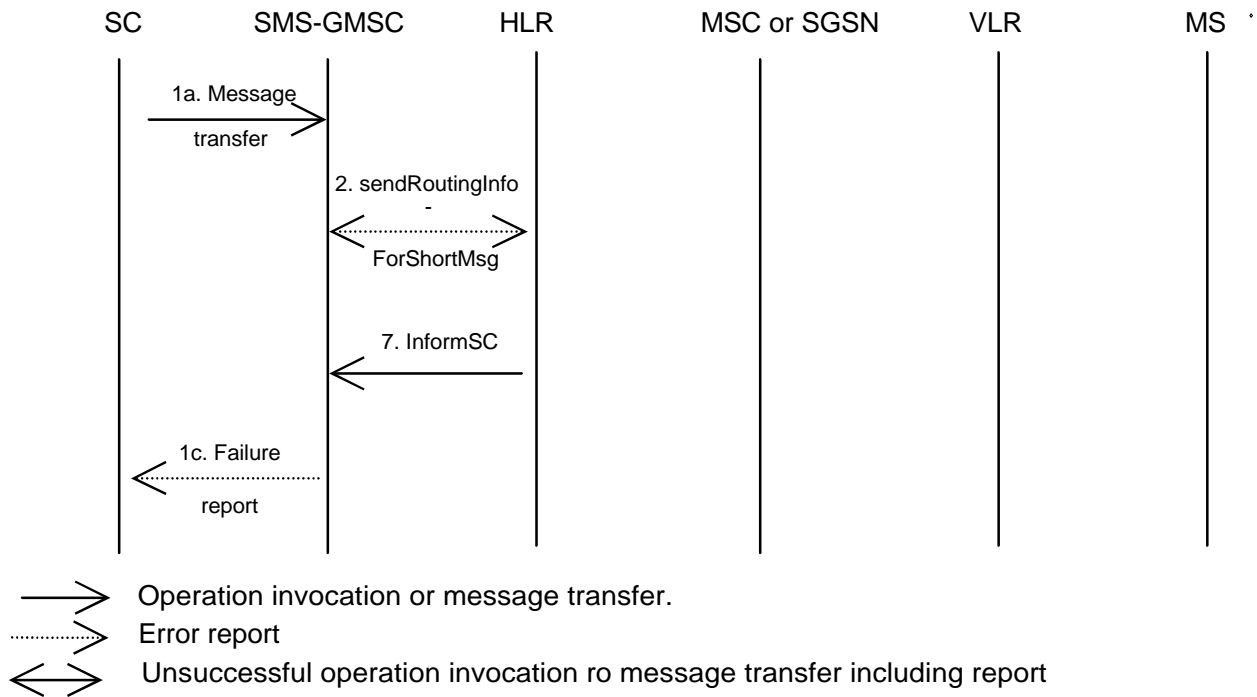 SC SMS-GMSC HLR MSC or SGSN VLR MS
1a. Message
transfer
2. sendRoutingInfo
-
ForShortMsg
7. InformSC
1c. Failure
report
Operation invocation or message transfer.
Error report
Unsuccessful operation invocation ro message transfer including report